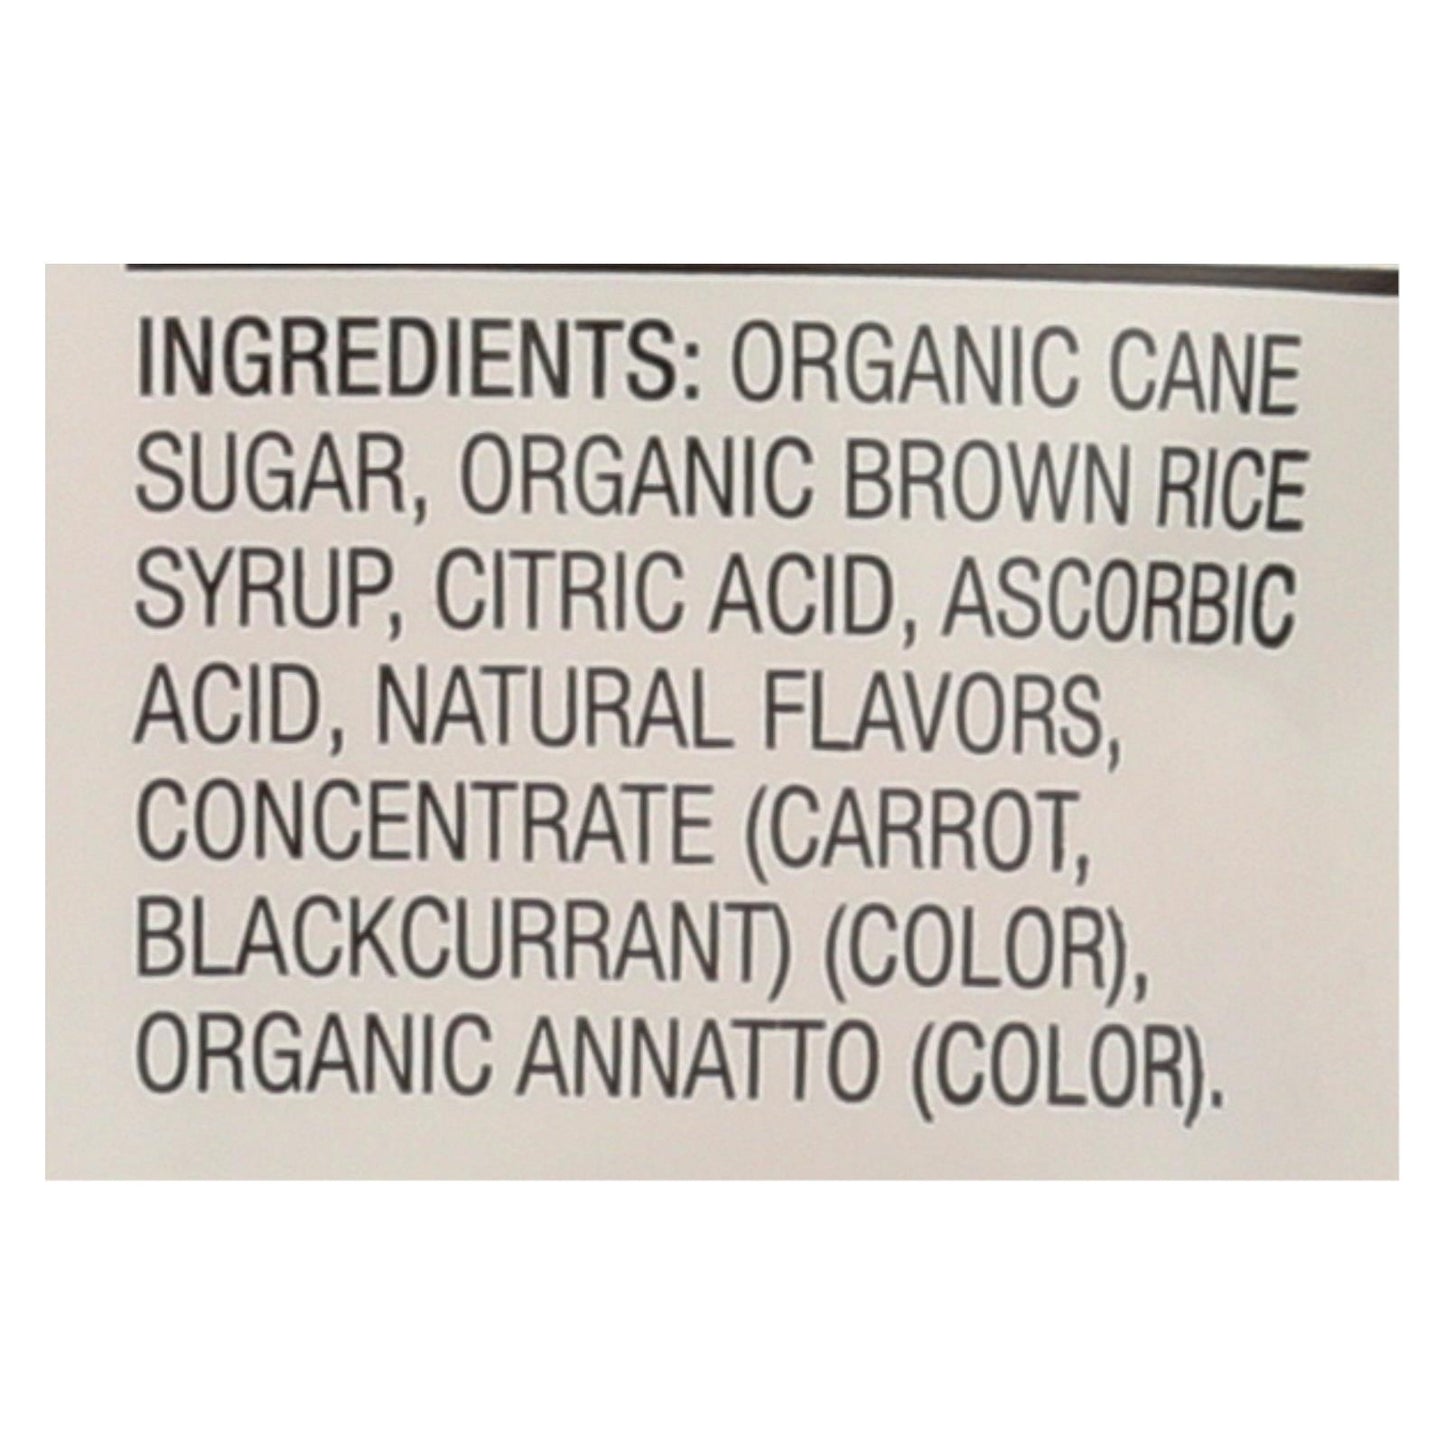 INGREDIENTS: ORGANIC CANE
SUGAR, ORGANIC BROWN RICE
SYRUP, CITRIC ACID, ASCORBIC
ACID, NATURAL FLAVORS,
CONCENTRATE (CARROT,
BLACKCURRANT) (COLOR),
ORGANIC ANNATTO (COLOR).